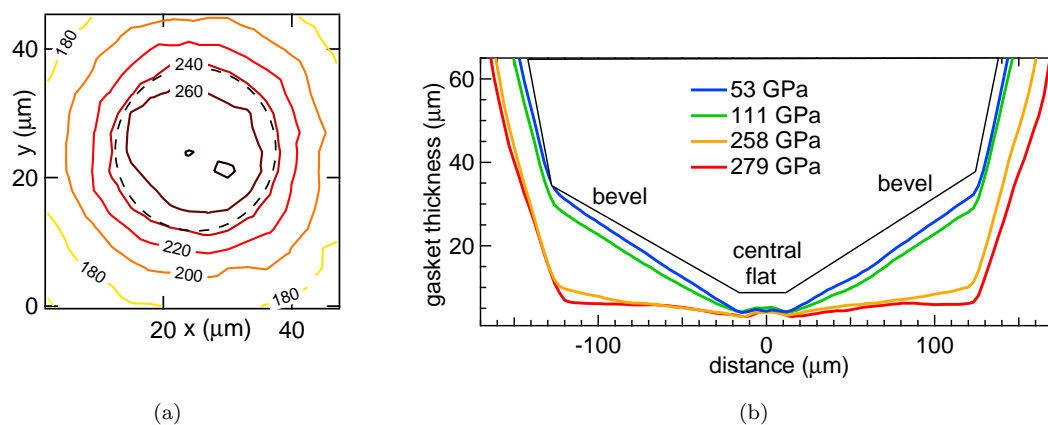 180
40
240
260
y (μm)
20
220
200
180
180
0
20 x (μm) 40
(a)
60
53 GPa
111 GPa
258 GPa
279 GPa
gasket thickness (μm)
40
bevel
bevel
20
central
flat
-100 0 100
distance (μm)
(b)